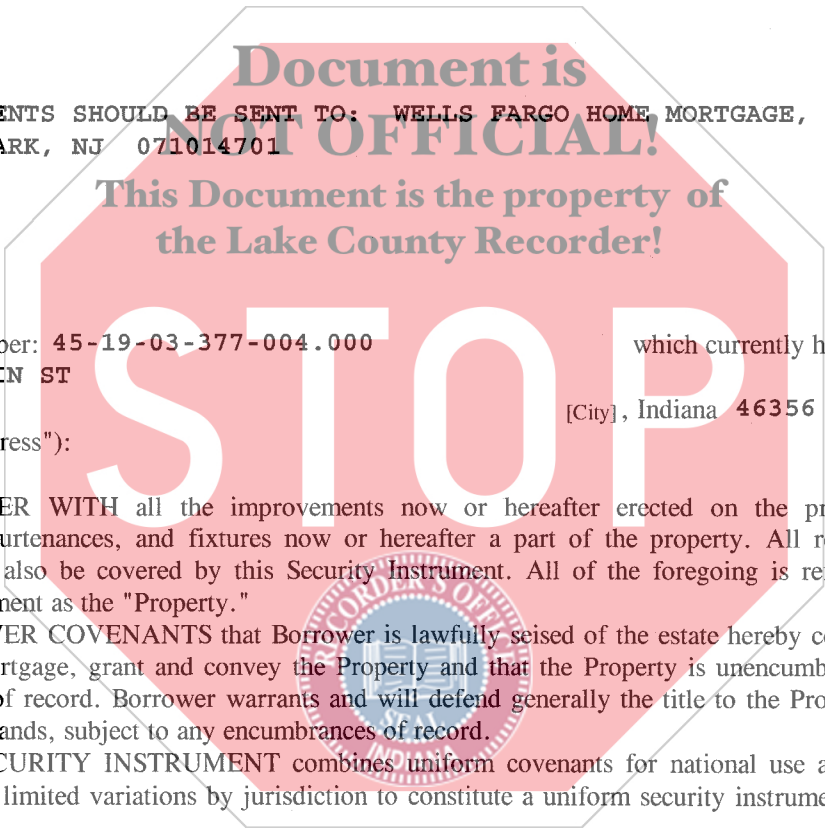 Document is
ENTS SHOULD BE SENT TO: WELLS FARGO HOME MORTGAGE,
NOT OFFICIAL!
ARK, NJ 071014701
This Document is the property of
the Lake County Recorder!
STOP
ber: 45-19-03-377-004.000 which currently h
IN ST
[City], Indiana 46356
ress"):
ER WITH all the improvements now or hereafter erected on the pr
urtenances, and fixtures now or hereafter a part of the property. All r
also be covered by this Security Instrument. All of the foregoing is re
ment as the "Property."
VER COVENANTS that Borrower is lawfully seised of the estate hereby c
rtgage, grant and convey the Property and that the Property is unencumb
of record. Borrower warrants and will defend generally the title to the Pro
ands, subject to any encumbrances of record.
CURITY INSTRUMENT combines uniform covenants for national use a
limited variations by jurisdiction to constitute a uniform security instrume
RECORDER'S OFFICE
SEAL
INDIANA